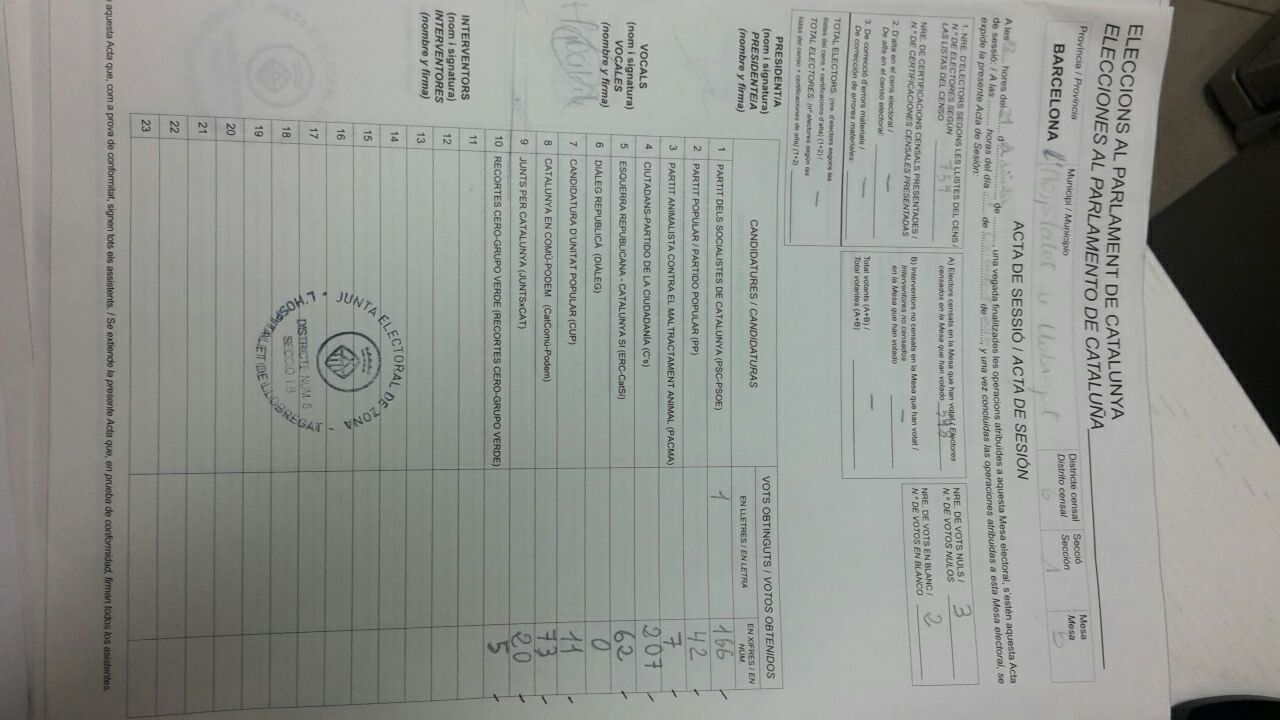 ELECCIONS AL PARLAMENT DE CATALUNYA
ELECCIONES AL PARLAMENTO DE CATALUÑA
Província / Provincia
BARCELONA
Municipi / Municipio
L'Hospitalet de Llobregat
Districte censal
Distrito censal
6
Secció
Sección
1
Mesa
Mesa
B
ACTA DE SESSIÓ / ACTA DE SESIÓN
A les hores del d de , una vegada finalitzades les operacions atribuïdes a aquesta Mesa electoral, s'estén aquesta Acta
de sessió: / A las horas del día de de , y una vez concluidas las operaciones atribuidas a esta Mesa electoral, se
expide la presente Acta de Sesión:
1. NRE. D'ELECTORS SEGONS LES LLISTES DEL CENS /
N.º DE ELECTORES SEGÚN
LAS LISTAS DEL CENSO
759
NRE. DE CERTIFICACIONS CENSALS PRESENTADES /
N.º DE CERTIFICACIONES CENSALES PRESENTADAS
2. D'alta en el cens electoral /
De alta en el censo electoral:
3. De correcció d'errors materials /
De corrección de errores materiales:
TOTAL ELECTORS: (nre. d'electors segons les
llistes del cens + certificacions d'alta) (1+2) /
TOTAL ELECTORES: (nº electores según las
listas del censo + certificaciones de alta) (1+2)
A) Electors censats en la Mesa que han votat / Electores
censados en la Mesa que han votado
598
B) Interventors no censats en la Mesa que han votat /
Interventores no censados
en la Mesa que han votado
Total votants (A+B) /
Total votantes (A+B)
NRE. DE VOTS NULS /
N.º DE VOTOS NULOS
3
NRE. DE VOTS EN BLANC /
N.º DE VOTOS EN BLANCO
2
PRESIDENT/A
(nom i signatura)
PRESIDENTE/A
(nombre y firma)
VOCALS
(nom i signatura)
VOCALES
(nombre y firma)
INTERVENTORS
(nom i signatura)
INTERVENTORES
(nombre y firma)
CANDIDATURES / CANDIDATURAS
VOTS OBTINGUTS / VOTOS OBTENIDOS
EN LLETRES / EN LETRA
EN XIFRES / EN NÚM.
1 PARTIT DELS SOCIALISTES DE CATALUNYA (PSC-PSOE) 1 166
2 PARTIT POPULAR / PARTIDO POPULAR (PP) 42
3 PARTIT ANIMALISTA CONTRA EL MALTRACTAMENT ANIMAL (PACMA) 7
4 CIUTADANS-PARTIDO DE LA CIUDADANÍA (C's) 207
5 ESQUERRA REPUBLICANA - CATALUNYA SÍ (ERC-CatSí) 62
6 DIÀLEG REPUBLICÀ (DIÀLEG) 0
7 CANDIDATURA D'UNITAT POPULAR (CUP) 11
8 CATALUNYA EN COMÚ-PODEM (CatComú-Podem) 73
9 JUNTS PER CATALUNYA (JUNTSxCAT) 20
10 RECORTES CERO-GRUPO VERDE (RECORTES CERO-GRUPO VERDE) 5
11
12
13
14
15
16
17
18
19
20
21
22
23
JUNTA ELECTORAL DE ZONA
L'HOSPITALET DE LLOBREGAT
DISTRICTE NÚM. 6
SECCIÓ 1 B
aquesta Acta que, com a prova de conformitat, signen tots els assistents. / Se extiende la presente Acta que, en prueba de conformidad, firman todos los asistentes.